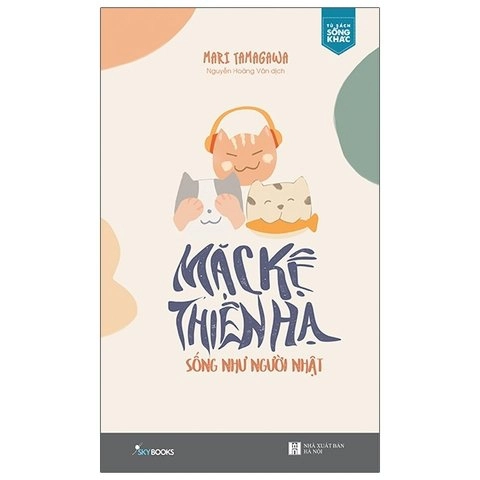 TỦ SÁCH
SỐNG
KHÁC
MARI TAMAGAWA
Nguyễn Hoàng Vân dịch
MẶC KỆ
THIÊN HẠ
SỐNG NHƯ NGƯỜI NHẬT
SKYBOOKS
NHÀ XUẤT BẢN
HÀ NỘI